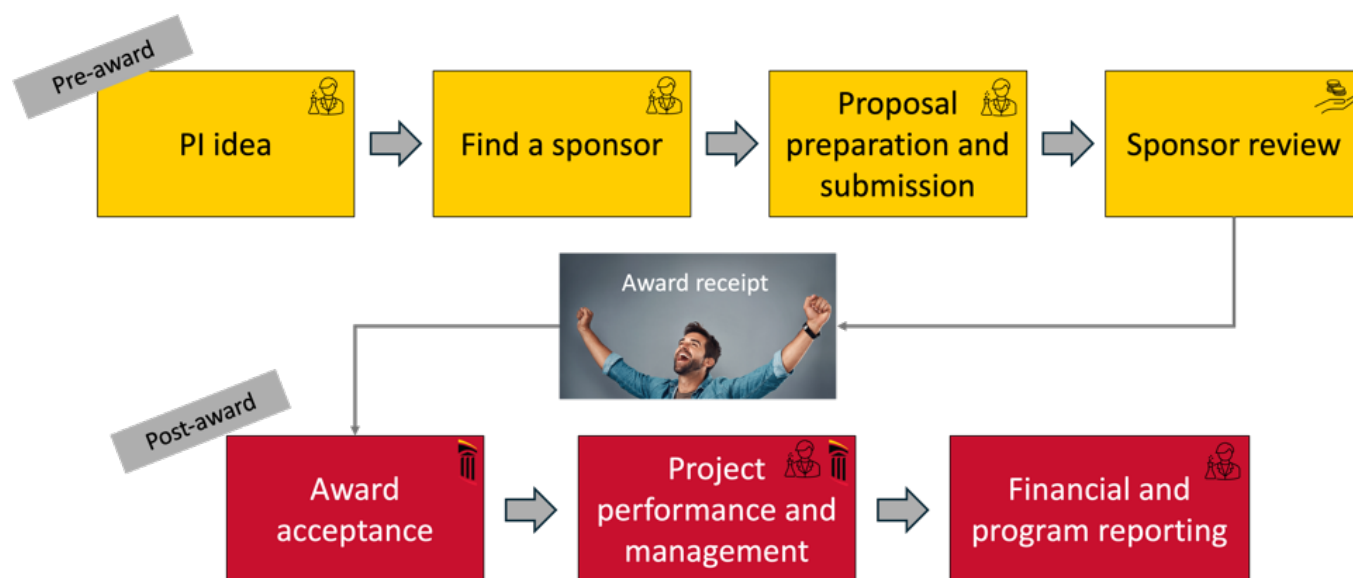 Pre-award
PI idea
Find a sponsor
Proposal
preparation and
submission
Sponsor review
Award receipt
Post-award
Award
acceptance
Project
performance and
management
Financial and
program reporting